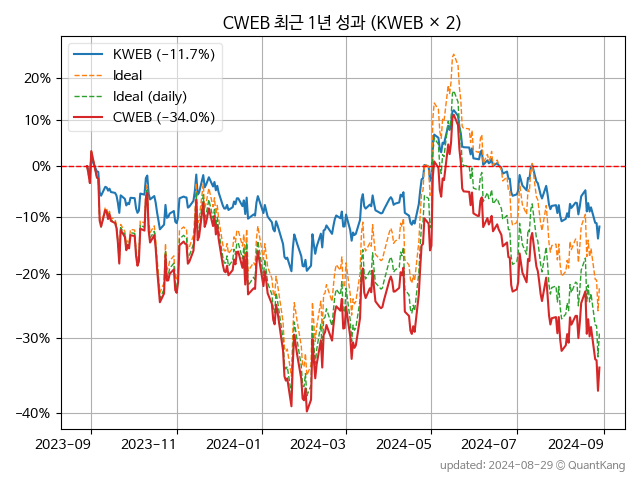 CWEB 최근 1년 성과 (KWEB × 2)
KWEB (−11.7%)
Ideal
Ideal (daily)
CWEB (−34.0%)
20%
10%
0%
−10%
−20%
−30%
−40%
2023-09
2023-11
2024-01
2024-03
2024-05
2024-07
2024-09
updated: 2024-08-29 © QuantKang